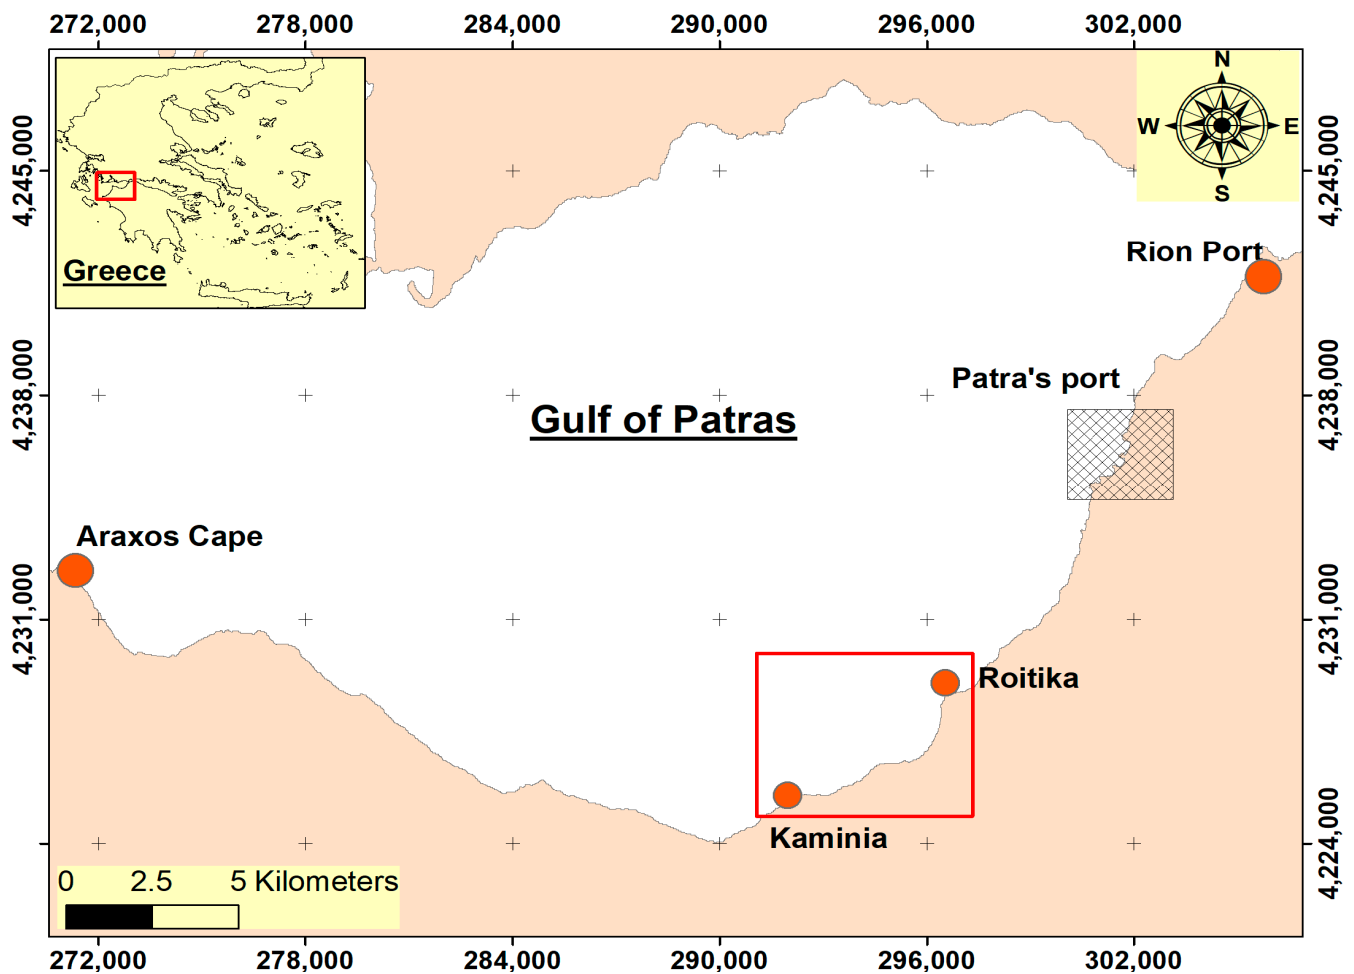 272,000 278,000 284,000 290,000 296,000 302,000
N
W E
S
4,245,000 4,245,000
Greece
Rion Port
Patra's port
4,238,000 4,238,000
Gulf of Patras
Araxos Cape
4,231,000 4,231,000
Roitika
Kaminia
4,224,000 4,224,000
0 2.5 5 Kilometers
272,000 278,000 284,000 290,000 296,000 302,000